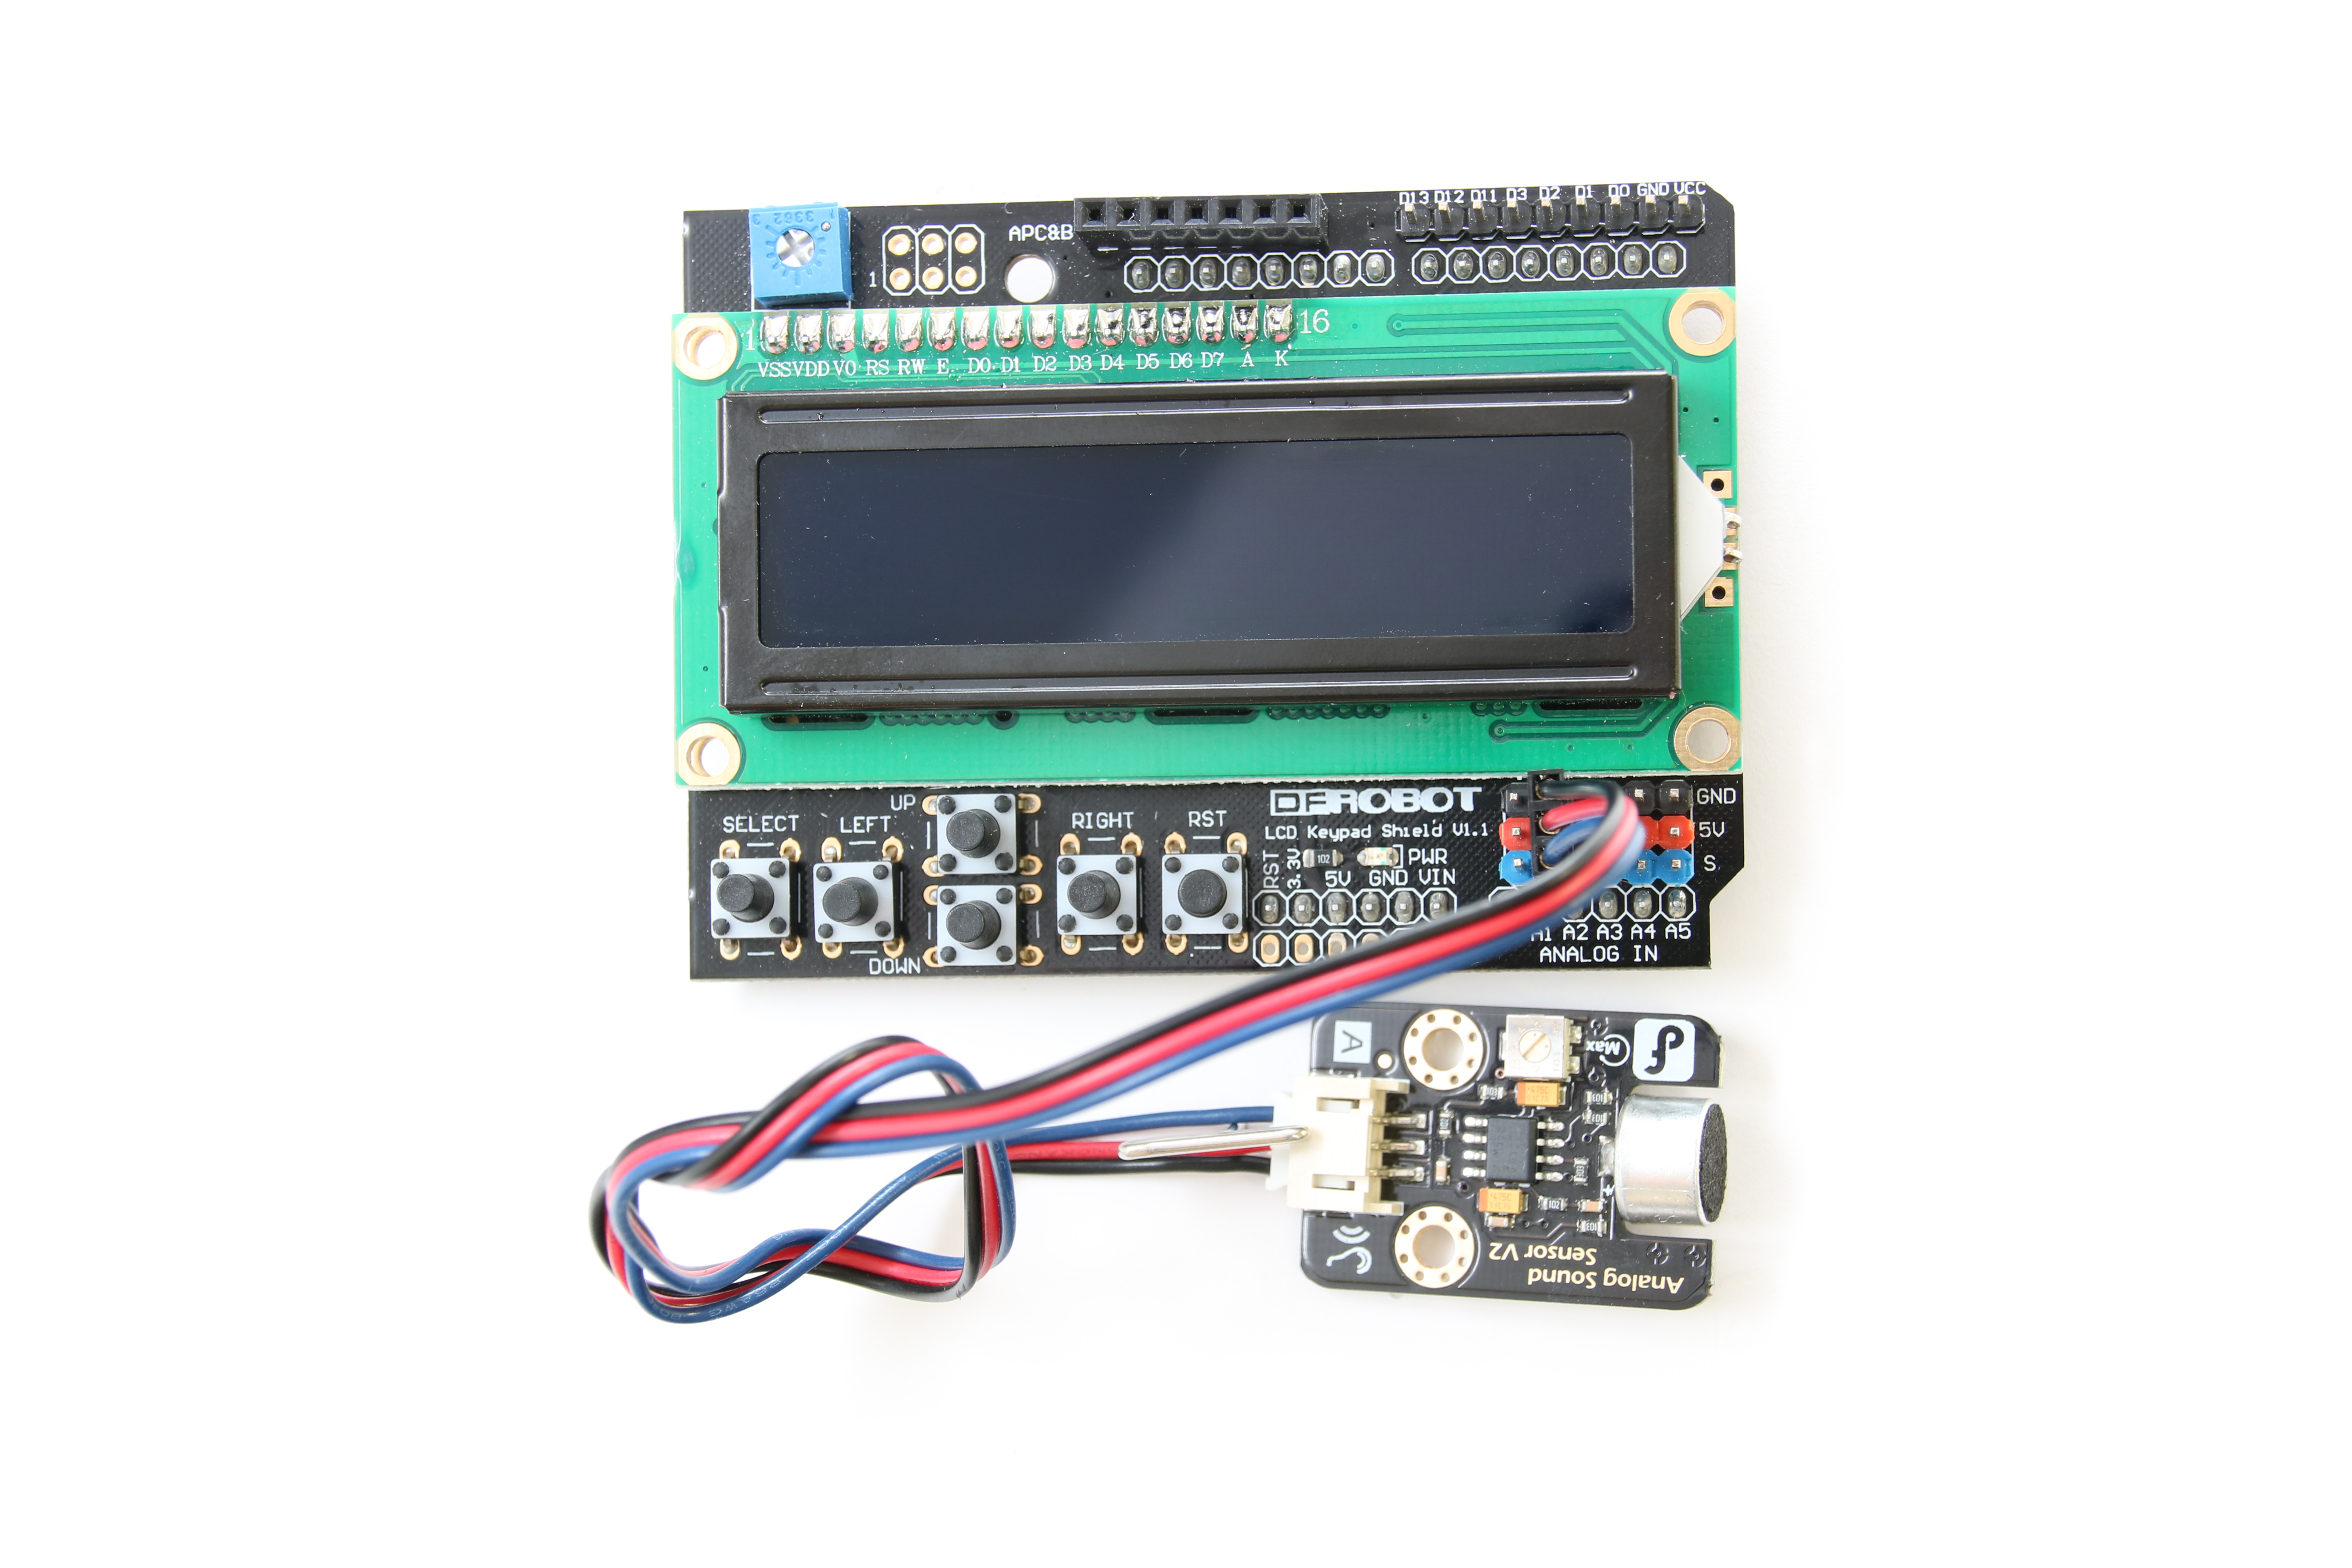 3362
APC&B
D13 D12 D11 D3 D2 D1 D0 GND VCC
1
1
16
VSS VDD V0 RS RW E D0 D1 D2 D3 D4 D5 D6 D7 A K
UP
SELECT
LEFT
DOWN
RIGHT
RST
DFROBOT
LCD Keypad Shield V1.1
RST
3.3V
102
PWR
5V GND VIN
GND
5V
S
A1 A2 A3 A4 A5
ANALOG IN
A
Max
Analog Sound
Sensor V2